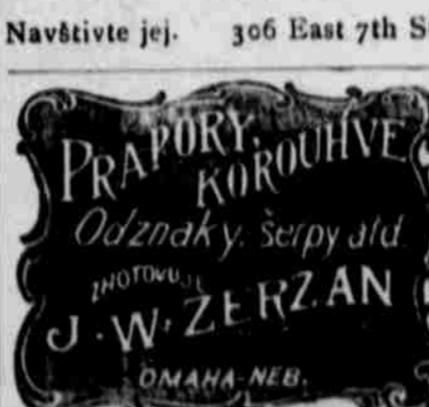 Navštivte jej. 306 East 7th S
PRAPORY,
KOROUHVE
Odznaky. šerpy atd
ZHOTOVUJE
J. W. ZERZAN
OMAHA-NEB.